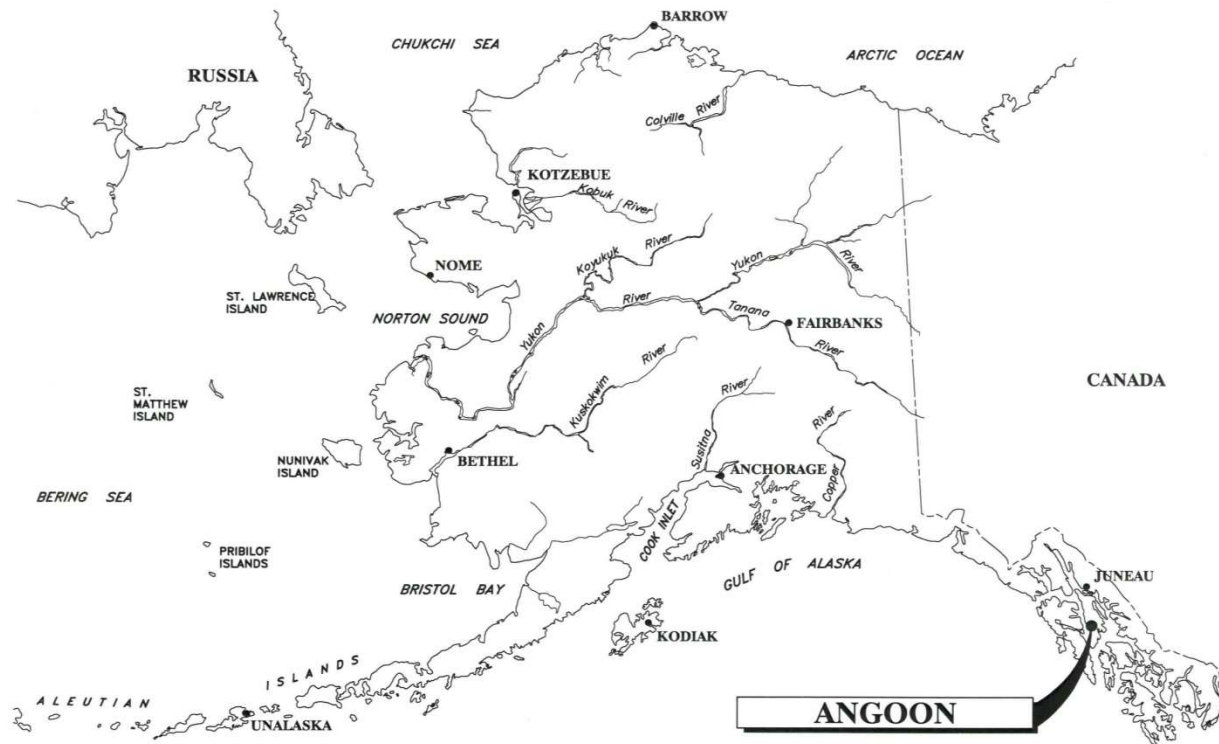 BARROW
CHUKCHI SEA
ARCTIC OCEAN
RUSSIA
Colville River
KOTZEBUE
Kobuk River
Koyukuk River
NOME
Yukon River
ST. LAWRENCE
ISLAND
NORTON SOUND
Yukon River
Tanana River
FAIRBANKS
ST.
MATTHEW
ISLAND
Kuskokwim River
CANADA
NUNIVAK
ISLAND
BETHEL
Susitna River
ANCHORAGE
Copper River
BERING SEA
COOK INLET
PRIBILOF
ISLANDS
BRISTOL BAY
GULF OF ALASKA
JUNEAU
KODIAK
ALEUTIAN ISLANDS
UNALASKA
ANGOON